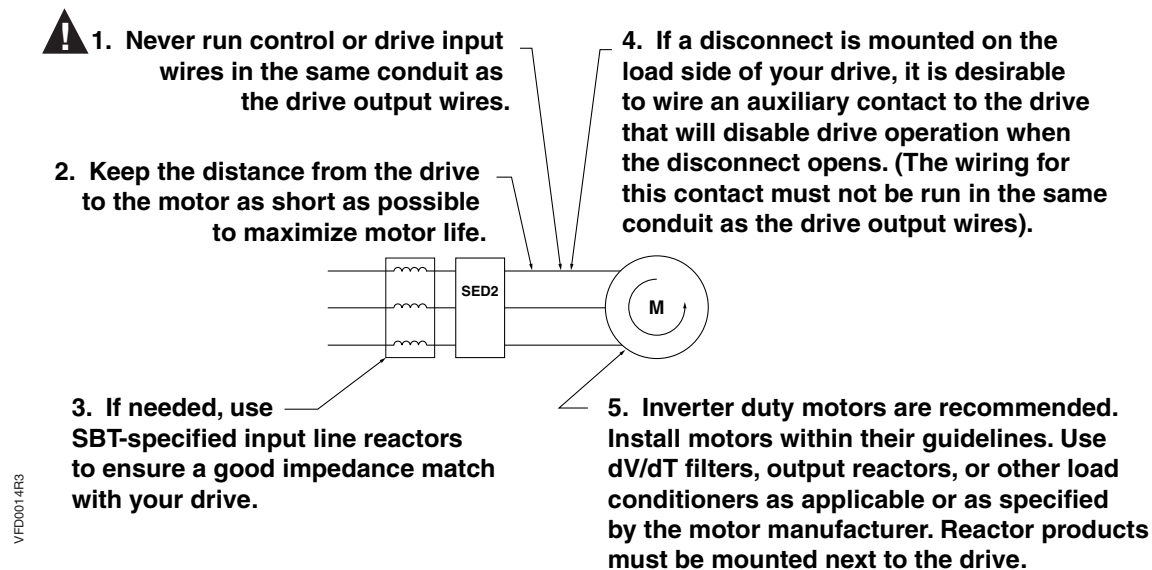 1. Never run control or drive input
wires in the same conduit as
the drive output wires.
2. Keep the distance from the drive
to the motor as short as possible
to maximize motor life.
4. If a disconnect is mounted on the
load side of your drive, it is desirable
to wire an auxiliary contact to the drive
that will disable drive operation when
the disconnect opens. (The wiring for
this contact must not be run in the same
conduit as the drive output wires).
SED2
M
3. If needed, use
SBT-specified input line reactors
to ensure a good impedance match
with your drive.
5. Inverter duty motors are recommended.
Install motors within their guidelines. Use
dV/dT filters, output reactors, or other load
conditioners as applicable or as specified
by the motor manufacturer. Reactor products
must be mounted next to the drive.
VFD0014R3